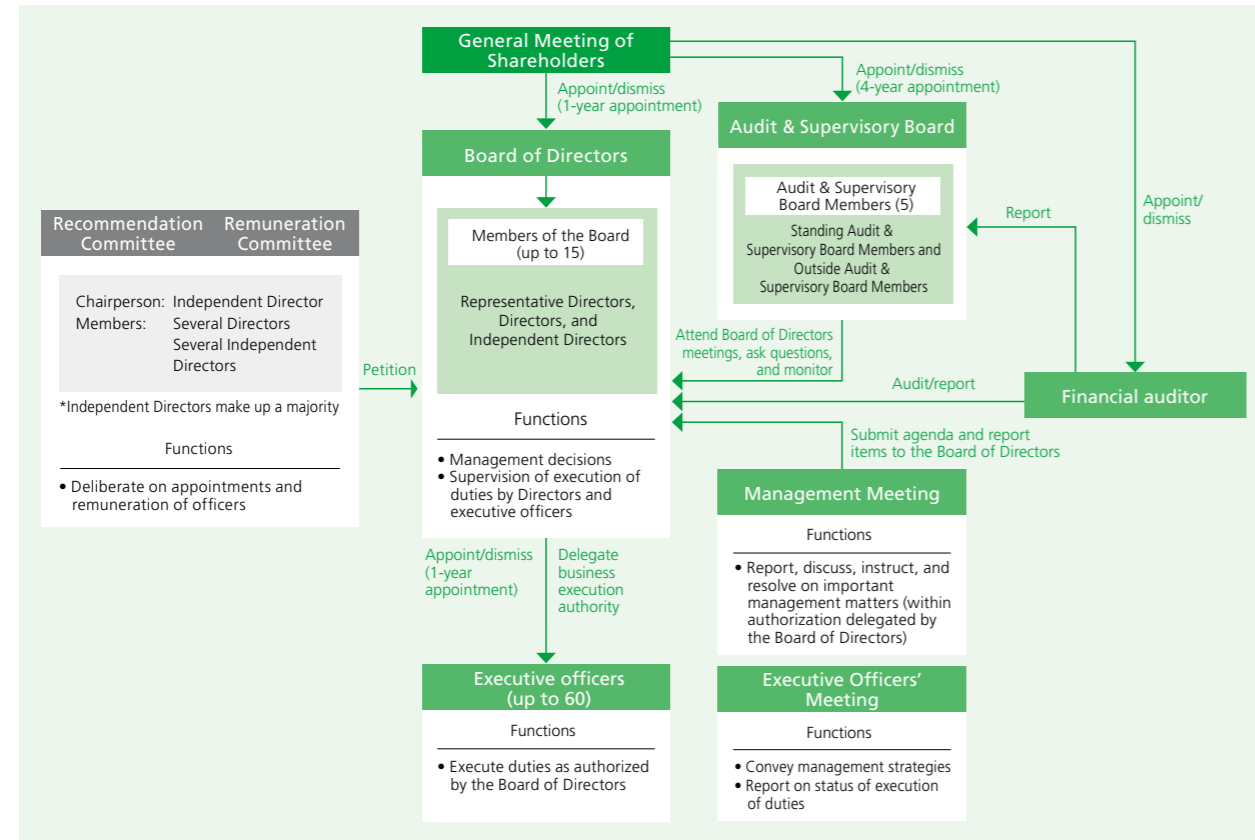 General Meeting of
Shareholders
Appoint/dismiss
(1-year appointment)
Appoint/dismiss
(4-year appointment)
Appoint/
dismiss
Recommendation
Committee
Remuneration
Committee
Chairperson: Independent Director
Members: Several Directors
Several Independent
Directors
*Independent Directors make up a majority
Functions
• Deliberate on appointments and
remuneration of officers
Petition
Board of Directors
Members of the Board
(up to 15)
Representative Directors,
Directors, and
Independent Directors
Functions
• Management decisions
• Supervision of execution of
duties by Directors and
executive officers
Audit & Supervisory Board
Audit & Supervisory
Board Members (5)
Standing Audit &
Supervisory Board Members and
Outside Audit &
Supervisory Board Members
Report
Attend Board of Directors
meetings, ask questions,
and monitor
Audit/report
Financial auditor
Submit agenda and report
items to the Board of Directors
Management Meeting
Functions
• Report, discuss, instruct, and
resolve on important
management matters (within
authorization delegated by
the Board of Directors)
Appoint/dismiss
(1-year
appointment)
Delegate
business
execution
authority
Executive officers
(up to 60)
Functions
• Execute duties as authorized
by the Board of Directors
Executive Officers’
Meeting
Functions
• Convey management strategies
• Report on status of execution
of duties